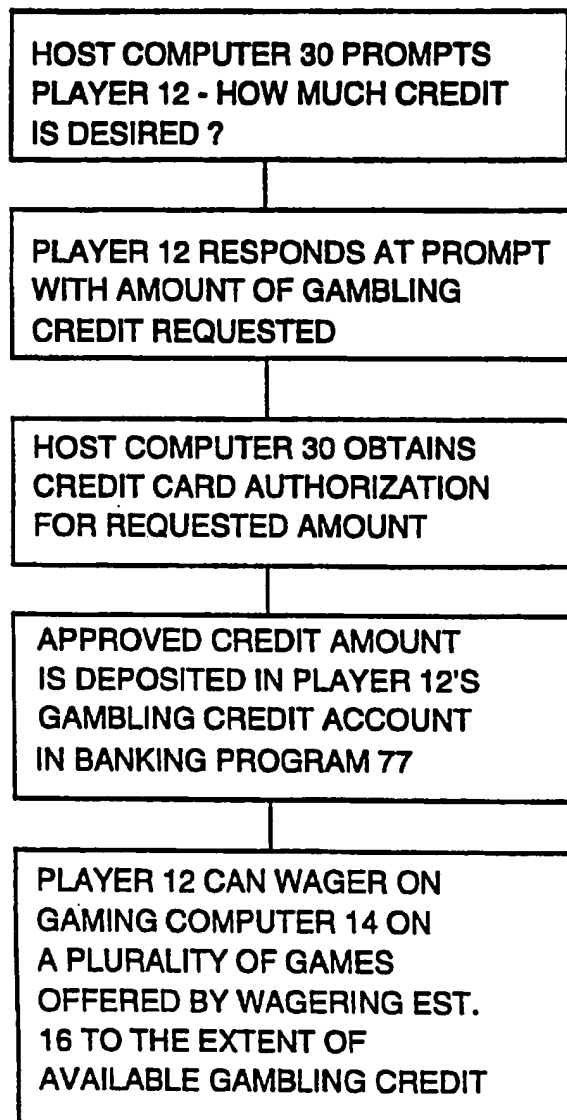 HOST COMPUTER 30 PROMPTS
PLAYER 12 - HOW MUCH CREDIT
IS DESIRED ?
PLAYER 12 RESPONDS AT PROMPT
WITH AMOUNT OF GAMBLING
CREDIT REQUESTED
HOST COMPUTER 30 OBTAINS
CREDIT CARD AUTHORIZATION
FOR REQUESTED AMOUNT
APPROVED CREDIT AMOUNT
IS DEPOSITED IN PLAYER 12'S
GAMBLING CREDIT ACCOUNT
IN BANKING PROGRAM 77
PLAYER 12 CAN WAGER ON
GAMING COMPUTER 14 ON
A PLURALITY OF GAMES
OFFERED BY WAGERING EST.
16 TO THE EXTENT OF
AVAILABLE GAMBLING CREDIT